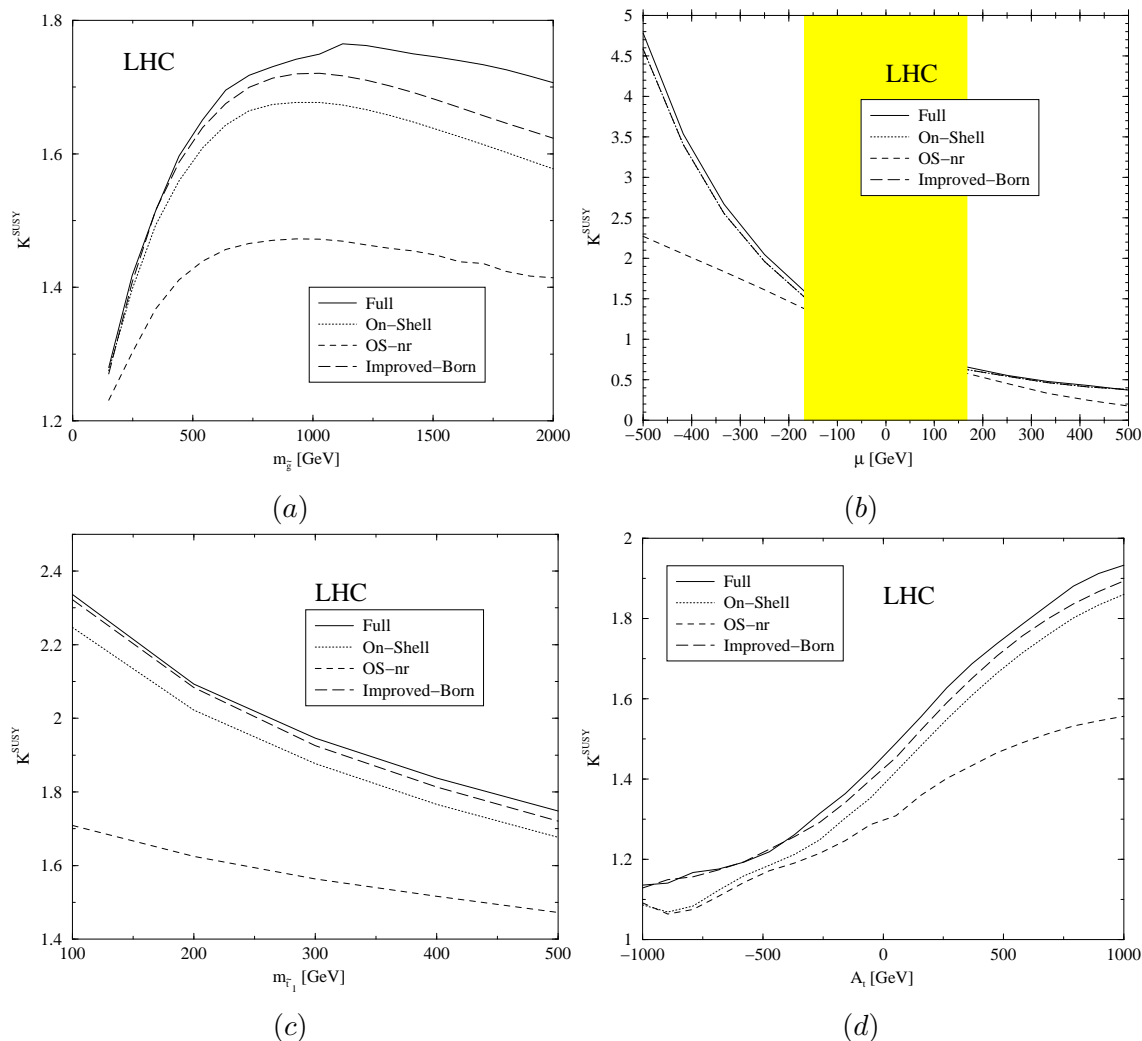 1.8
1.6
1.4
1.2
K^SUSY
LHC
Full
On−Shell
OS−nr
Improved−Born
0 500 1000 1500 2000
m_g̃ [GeV]
(a)
5
4.5
4
3.5
3
2.5
2
1.5
1
0.5
0
K^SUSY
LHC
Full
On−Shell
OS−nr
Improved−Born
−500 −400 −300 −200 −100 0 100 200 300 400 500
μ [GeV]
(b)
2.4
2.2
2
1.8
1.6
1.4
K^SUSY
LHC
Full
On−Shell
OS−nr
Improved−Born
100 200 300 400 500
m_t̃_1 [GeV]
(c)
2
1.8
1.6
1.4
1.2
1
K^SUSY
LHC
Full
On−Shell
OS−nr
Improved−Born
−1000 −500 0 500 1000
A_t [GeV]
(d)